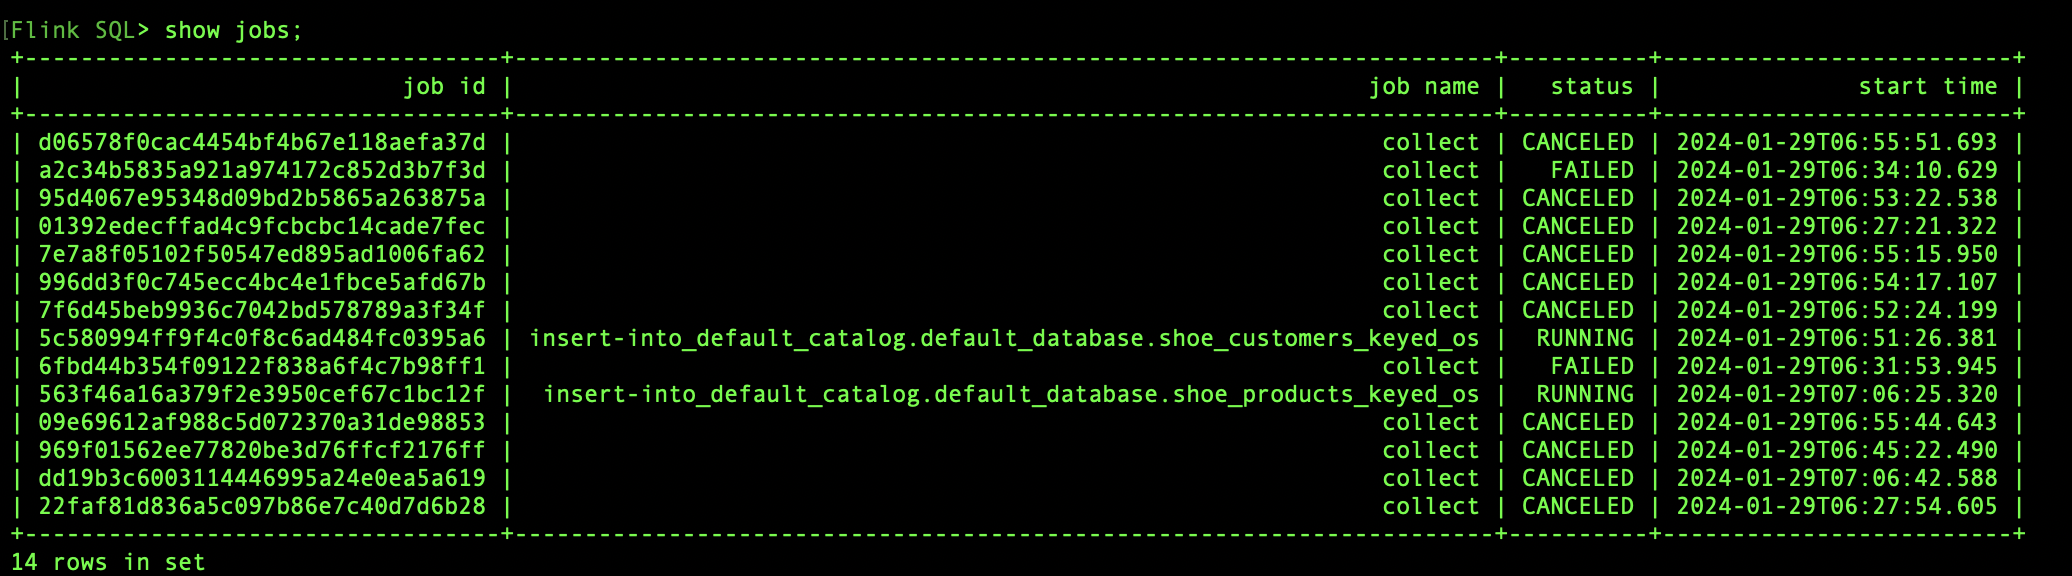 [Flink SQL> show jobs;
+----------------------------------+----------------------------------------------------------------------+----------+-------------------------+
|                           job id |                                                             job name |   status |              start time |
+----------------------------------+----------------------------------------------------------------------+----------+-------------------------+
| d06578f0cac4454bf4b67e118aefa37d |                                                              collect | CANCELED | 2024-01-29T06:55:51.693 |
| a2c34b5835a921a974172c852d3b7f3d |                                                              collect |   FAILED | 2024-01-29T06:34:10.629 |
| 95d4067e95348d09bd2b5865a263875a |                                                              collect | CANCELED | 2024-01-29T06:53:22.538 |
| 01392edecffad4c9fcbcbc14cade7fec |                                                              collect | CANCELED | 2024-01-29T06:27:21.322 |
| 7e7a8f05102f50547ed895ad1006fa62 |                                                              collect | CANCELED | 2024-01-29T06:55:15.950 |
| 996dd3f0c745ecc4bc4e1fbce5afd67b |                                                              collect | CANCELED | 2024-01-29T06:54:17.107 |
| 7f6d45beb9936c7042bd578789a3f34f |                                                              collect | CANCELED | 2024-01-29T06:52:24.199 |
| 5c580994ff9f4c0f8c6ad484fc0395a6 | insert-into_default_catalog.default_database.shoe_customers_keyed_os |  RUNNING | 2024-01-29T06:51:26.381 |
| 6fbd44b354f09122f838a6f4c7b98ff1 |                                                              collect |   FAILED | 2024-01-29T06:31:53.945 |
| 563f46a16a379f2e3950cef67c1bc12f |  insert-into_default_catalog.default_database.shoe_products_keyed_os |  RUNNING | 2024-01-29T07:06:25.320 |
| 09e69612af988c5d072370a31de98853 |                                                              collect | CANCELED | 2024-01-29T06:55:44.643 |
| 969f01562ee77820be3d76ffcf2176ff |                                                              collect | CANCELED | 2024-01-29T06:45:22.490 |
| dd19b3c6003114446995a24e0ea5a619 |                                                              collect | CANCELED | 2024-01-29T07:06:42.588 |
| 22faf81d836a5c097b86e7c40d7d6b28 |                                                              collect | CANCELED | 2024-01-29T06:27:54.605 |
+----------------------------------+----------------------------------------------------------------------+----------+-------------------------+
14 rows in set